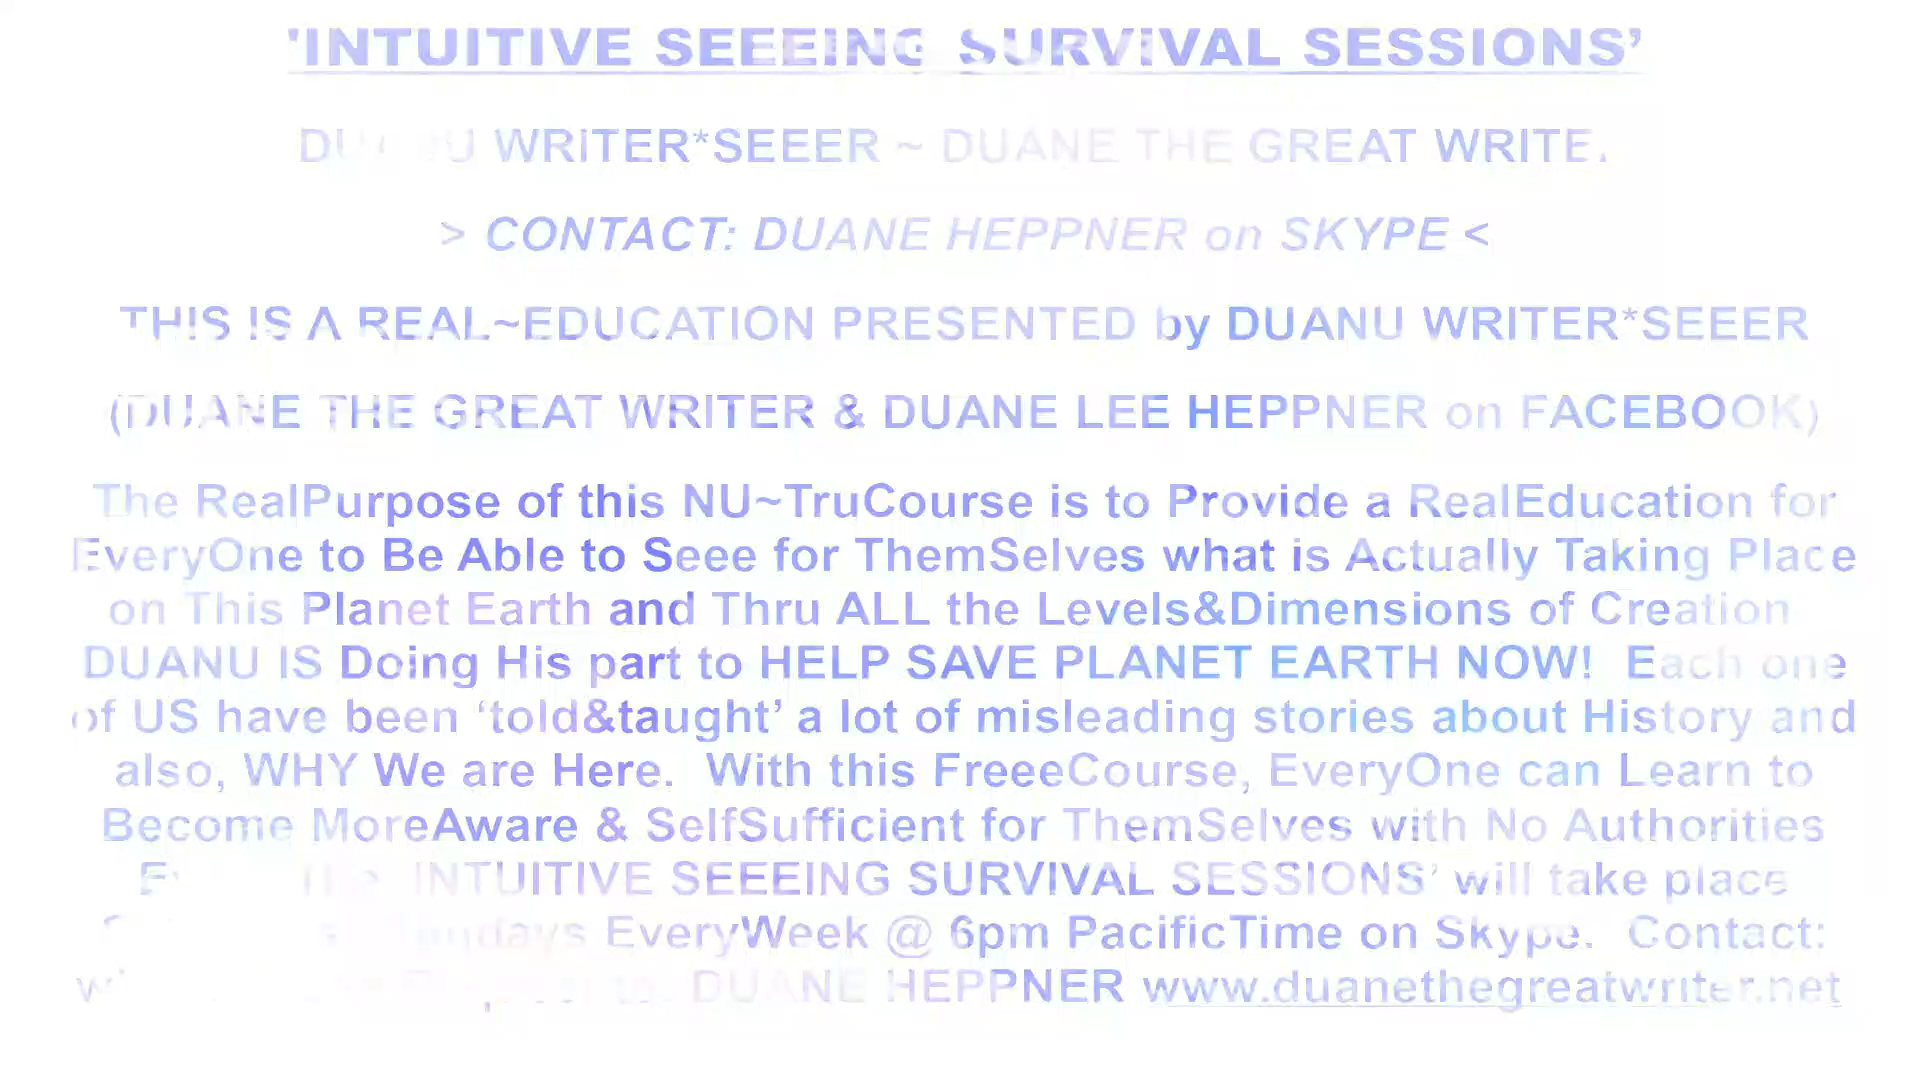 'INTUITIVE SEEEING SURVIVAL SESSIONS’
WRITER*SEEER ~ DUANE THE GREAT
> CONTACT: DUANE HEPPNER on SKYPE <
THIS IS A REAL~EDUCATION PRESENTED by DUANU WRITER*SEEER
(DUANE THE GREAT WRITER & DUANE LEE HEPPNER on FACEBOOK)
The RealPurpose of this NU~TruCourse is to Provide a RealEducation for
EveryOne to Be Able to Seee for ThemSelves what is Actually Taking Place
on This Planet Earth and Thru ALL the Levels&Dimensions of Creation
DUANU IS Doing His part to HELP SAVE PLANET EARTH NOW! Each one
of US have been ‘told&taught’ a lot of misleading stories about History and
also, WHY We are Here. With this FreeeCourse, EveryOne can Learn to
Become MoreAware & SelfSufficient for ThemSelves with No Authorities
INTUITIVE SEEEING SURVIVAL SESSIONS’ will take place
EveryWeek @ 6pm PacificTime on Skype. Contact:
DUANE HEPPNER www.duanethegreatwriter.net